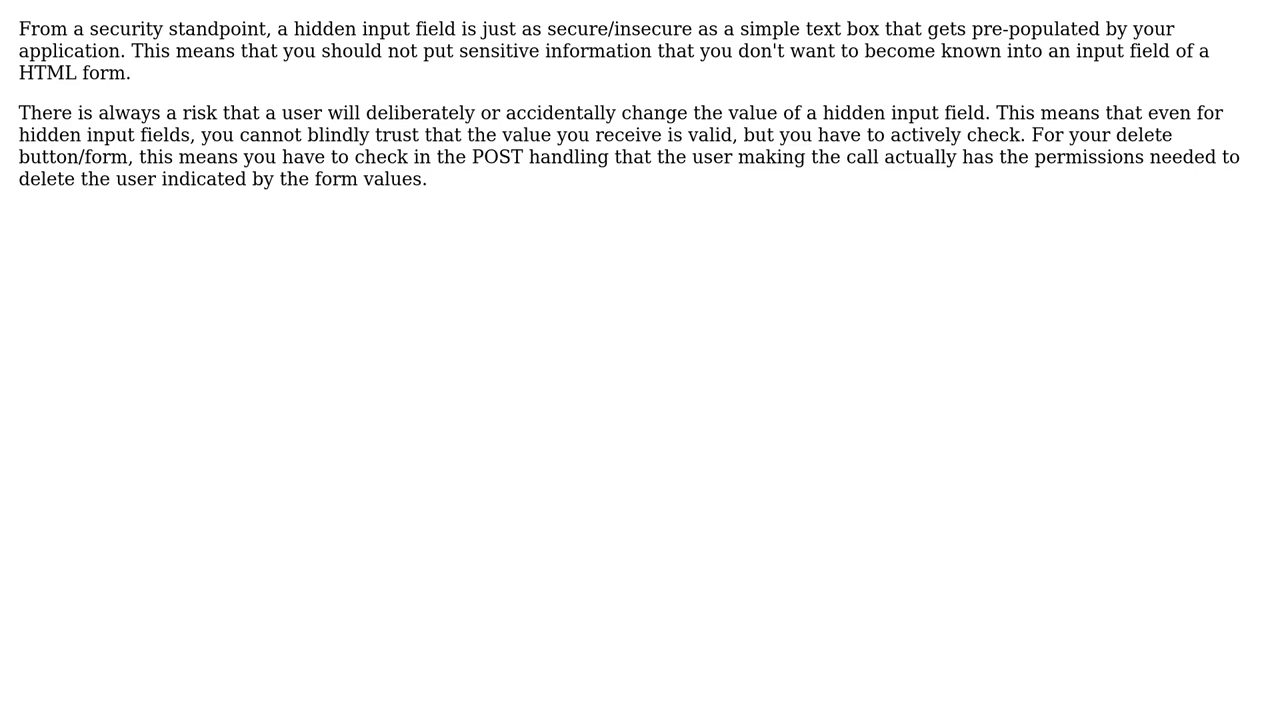 From a security standpoint, a hidden input field is just as secure/insecure as a simple text box that gets pre-populated by your
application. This means that you should not put sensitive information that you don't want to become known into an input field of a
HTML form.
There is always a risk that a user will deliberately or accidentally change the value of a hidden input field. This means that even for
hidden input fields, you cannot blindly trust that the value you receive is valid, but you have to actively check. For your delete
button/form, this means you have to check in the POST handling that the user making the call actually has the permissions needed to
delete the user indicated by the form values.